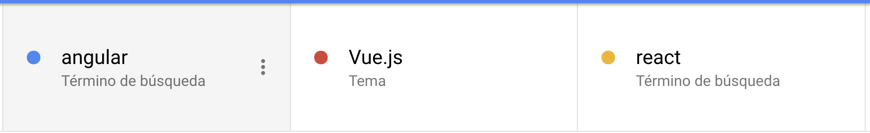 angular
Término de búsqueda
Vue.js
Tema
react
Término de búsqueda